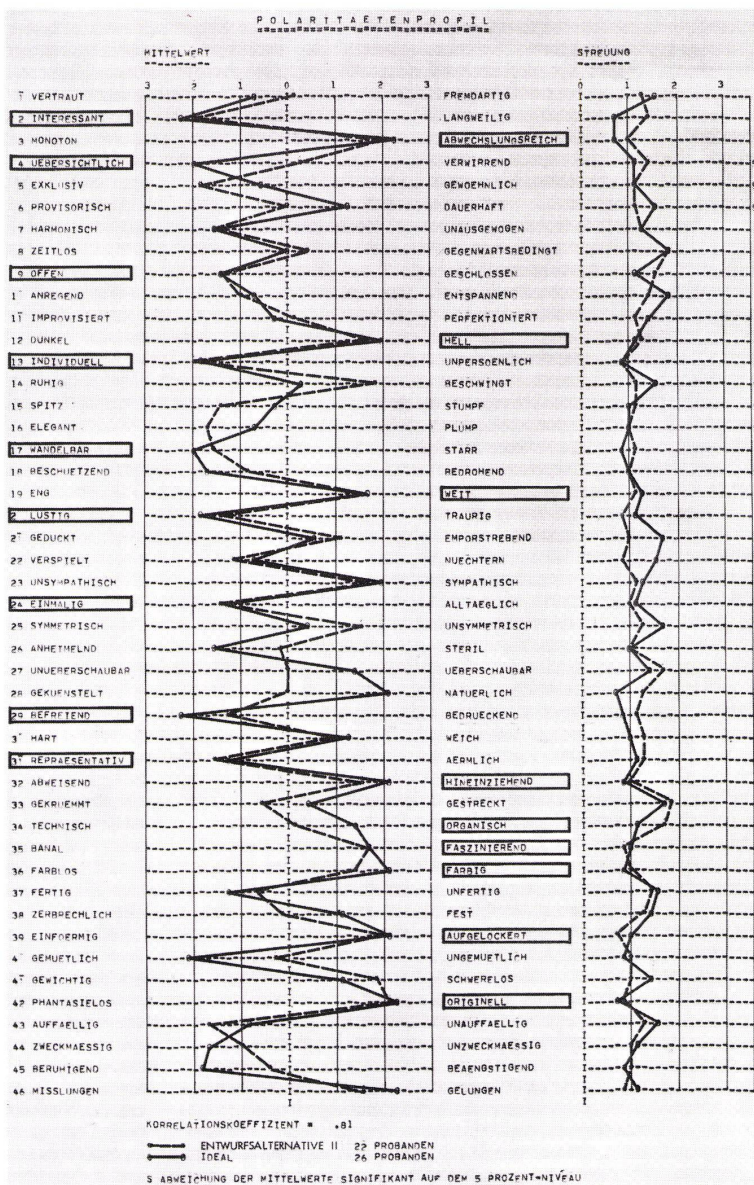 POLARITAETENPROFIL
MITTELWERT STREUUNG
3 2 1 0 1 2 3 0 1 2 3
1 VERTRAUT FREMDARTIG
2 INTERESSANT LANGWEILIG
3 MONOTON ABWECHSLUNGSREICH
4 UEBERSICHTLICH VERWIRREND
5 EXKLUSIV GEWOEHNLICH
6 PROVISORISCH DAUERHAFT
7 HARMONISCH UNAUSGEWOGEN
8 ZEITLOS GEGENWARTSBEDINGT
9 OFFEN GESCHLOSSEN
1 ANREGEND ENTSPANNEND
11 IMPROVISIERT PERFEKTIONIERT
12 DUNKEL HELL
13 INDIVIDUELL UNPERSOENLICH
14 RUHIG BESCHWINGT
15 SPITZ STUMPF
16 ELEGANT PLUMP
17 WANDELBAR STARR
18 BESCHUETZEND BEDROHEND
19 ENG WEIT
2 LUSTIG TRAURIG
21 GEDUCKT EMPORSTREBEND
22 VERSPIELT NUECHTERN
23 UNSYMPATHISCH SYMPATHISCH
24 EINMALIG ALLTAEGLICH
25 SYMMETRISCH UNSYMMETRISCH
26 ANHEIMELND STERIL
27 UNUEBERSCHAUBAR UEBERSCHAUBAR
28 GEKUENSTELT NATUERLICH
29 BEFREIEND BEDRUECKEND
3 HART WEICH
31 REPRAESENTATIV AERMLICH
32 ABWEISEND HINEINZIEHEND
33 GEKRUEMMT GESTRECKT
34 TECHNISCH ORGANISCH
35 BANAL FASZINIEREND
36 FARBLOS FARBIG
37 FERTIG UNFERTIG
38 ZERBRECHLICH FEST
39 EINFOERMIG AUFGELOCKERT
4 GEMUETLICH UNGEMUETLICH
41 GEWICHTIG SCHWERELOS
42 PHANTASIELOS ORIGINELL
43 AUFFAELLIG UNAUFFAELLIG
44 ZWECKMAESSIG UNZWECKMAESSIG
45 BERUHIGEND BEAENGSTIGEND
46 MISSLUNGEN GELUNGEN
KORRELATIONSKOEFFIZIENT = .81
ENTWURFSALTERNATIVE II 22 PROBANDEN
IDEAL 26 PROBANDEN
S ABWEICHUNG DER MITTELWERTE SIGNIFIKANT AUF DEM 5 PROZENT-NIVEAU